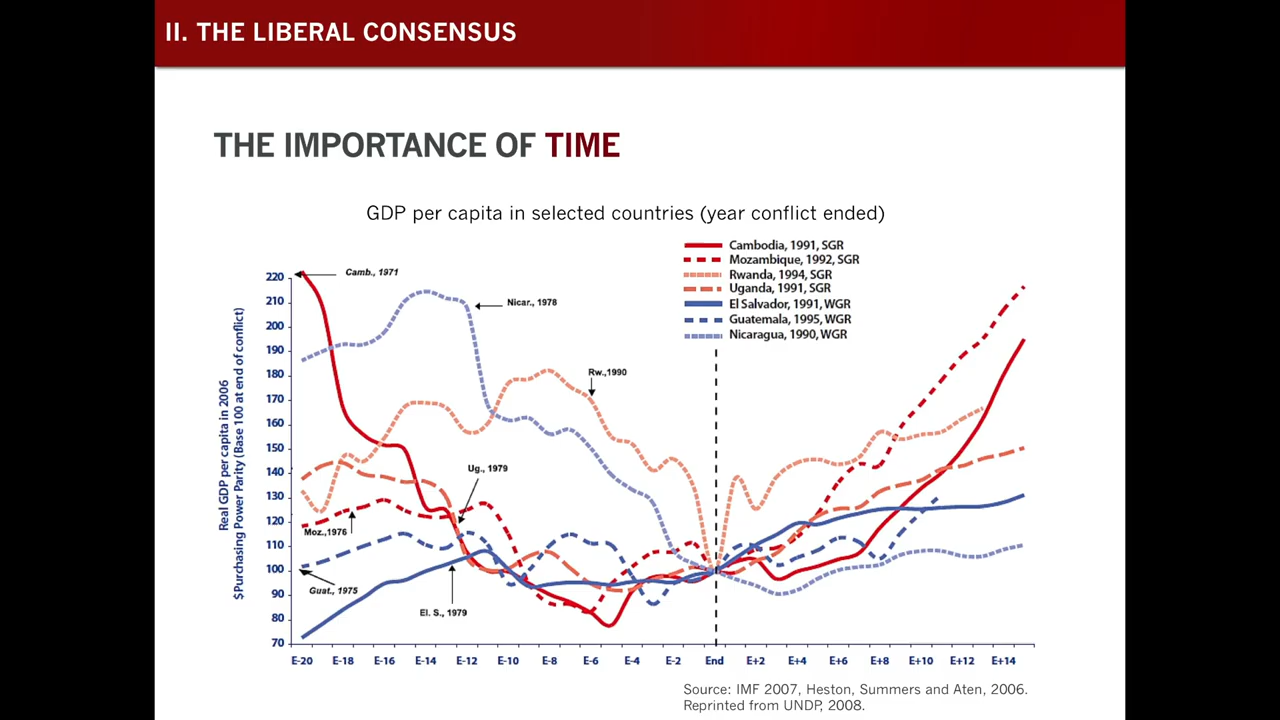 II. THE LIBERAL CONSENSUS
THE IMPORTANCE OF TIME
GDP per capita in selected countries (year conflict ended)
Cambodia, 1991, SGR
Mozambique, 1992, SGR
Rwanda, 1994, SGR
Uganda, 1991, SGR
El Salvador, 1991, WGR
Guatemala, 1995, WGR
Nicaragua, 1990, WGR
Real GDP per capita in 2006
$Purchasing Power Parity (Base 100 at end of conflict)
220
210
200
190
180
170
160
150
140
130
120
110
100
90
80
70
Camb., 1971
Nicar., 1978
Rw.,1990
Ug., 1979
Moz.,1976
Guat., 1975
El. S., 1979
E-20 E-18 E-16 E-14 E-12 E-10 E-8 E-6 E-4 E-2 End E+2 E+4 E+6 E+8 E+10 E+12 E+14
Source: IMF 2007, Heston, Summers and Aten, 2006.
Reprinted from UNDP, 2008.